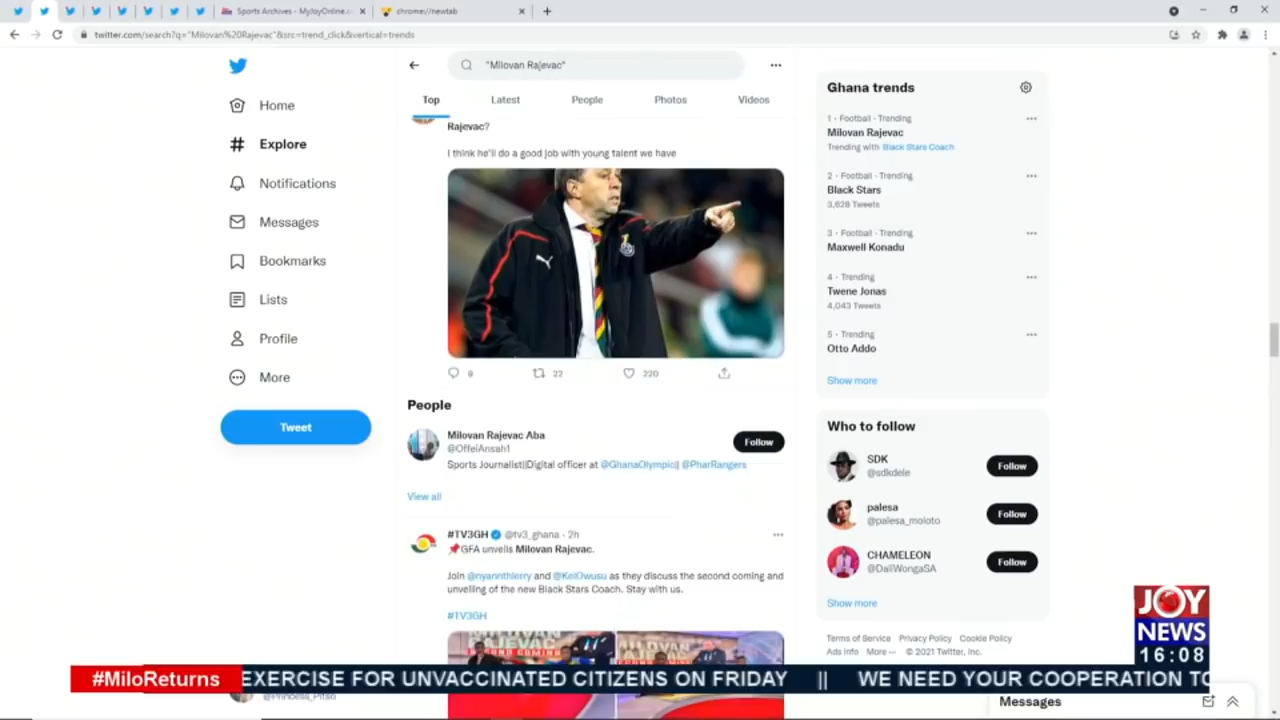 Sports Archives - MyJoyOnline.c
chrome://newtab
twitter.com/search?q="Milovan%20Rajevac"&src=trend_click&vertical=trends
"Milovan Rajevac"
Home
Explore
Notifications
Messages
Bookmarks
Lists
Profile
More
Tweet
Top
Latest
People
Photos
Videos
Rajevac?
I think he'll do a good job with young talent we have
9
22
220
People
Milovan Rajevac Aba
@OffeiAnsah1
Follow
Sports Journalist||Digital officer at @GhanaOlympic|| @PharRangers
View all
#TV3GH @tv3_ghana · 2h
GFA unveils Milovan Rajevac.
Join @nyannthierry and @KelOwusu as they discuss the second coming and
unveiling of the new Black Stars Coach. Stay with us.
#TV3GH
Ghana trends
1 · Football · Trending
Milovan Rajevac
Trending with Black Stars Coach
2 · Football · Trending
Black Stars
3,628 Tweets
3 · Football · Trending
Maxwell Konadu
4 · Trending
Twene Jonas
4,043 Tweets
5 · Trending
Otto Addo
Show more
Who to follow
SDK
@sdkdele
Follow
palesa
@palesa_moloto
Follow
CHAMELEON
@DaliWongaSA
Follow
Show more
Terms of Service Privacy Policy Cookie Policy
Ads info More ··· © 2021 Twitter, Inc.
JOY
NEWS
16:08
#MiloReturns
EXERCISE FOR UNVACCINATED CITIZENS ON FRIDAY || WE NEED YOUR COOPERATION TO
Messages